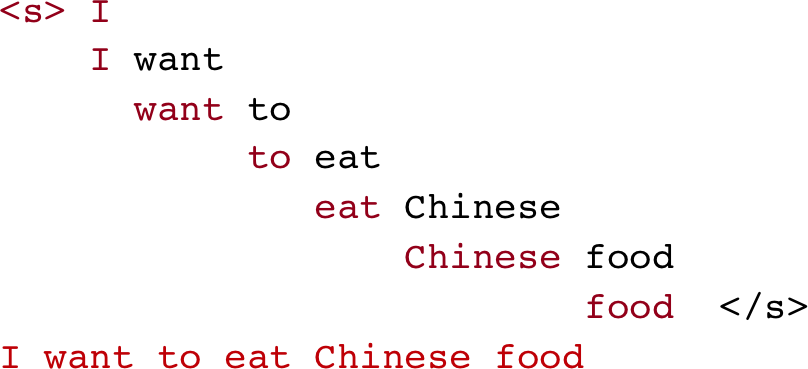 <s> I
I want
want to
to eat
eat Chinese
Chinese food
food </s>
I want to eat Chinese food